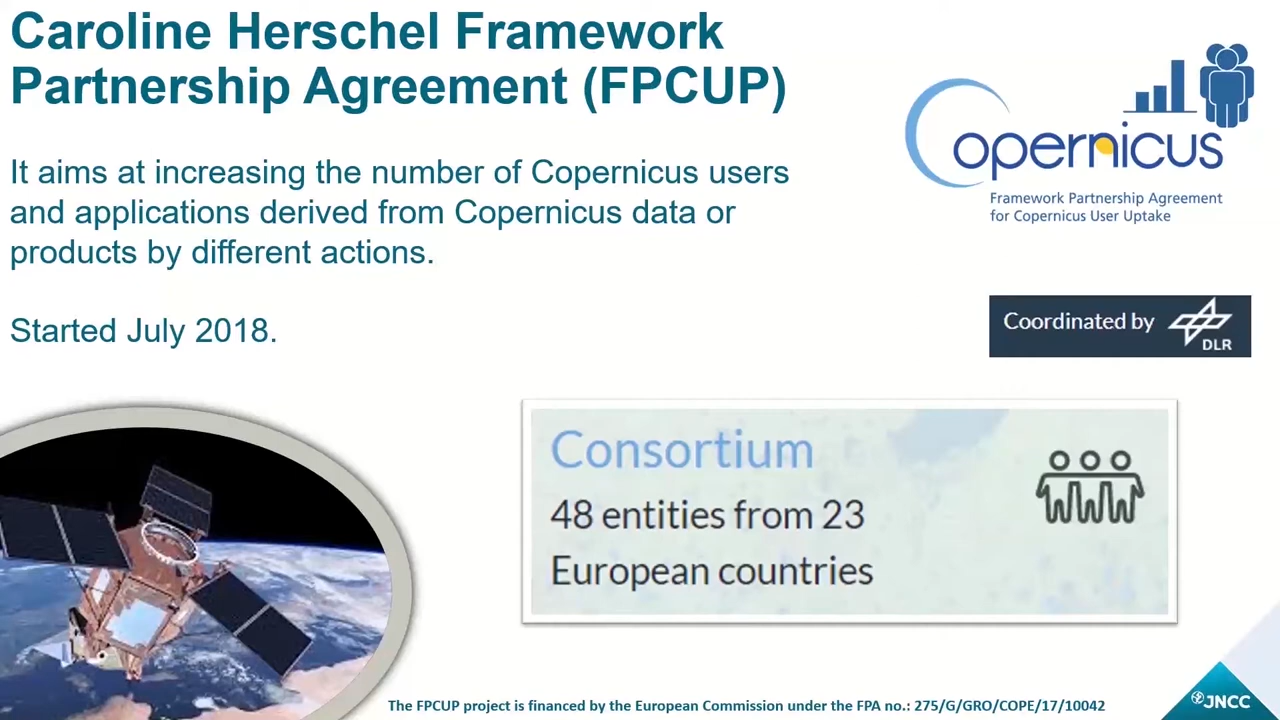 Caroline Herschel Framework
Partnership Agreement (FPCUP)
It aims at increasing the number of Copernicus users
and applications derived from Copernicus data or
products by different actions.
Started July 2018.
Copernicus
Framework Partnership Agreement
for Copernicus User Uptake
Coordinated by DLR
Consortium
48 entities from 23
European countries
The FPCUP project is financed by the European Commission under the FPA no.: 275/G/GRO/COPE/17/10042
JNCC